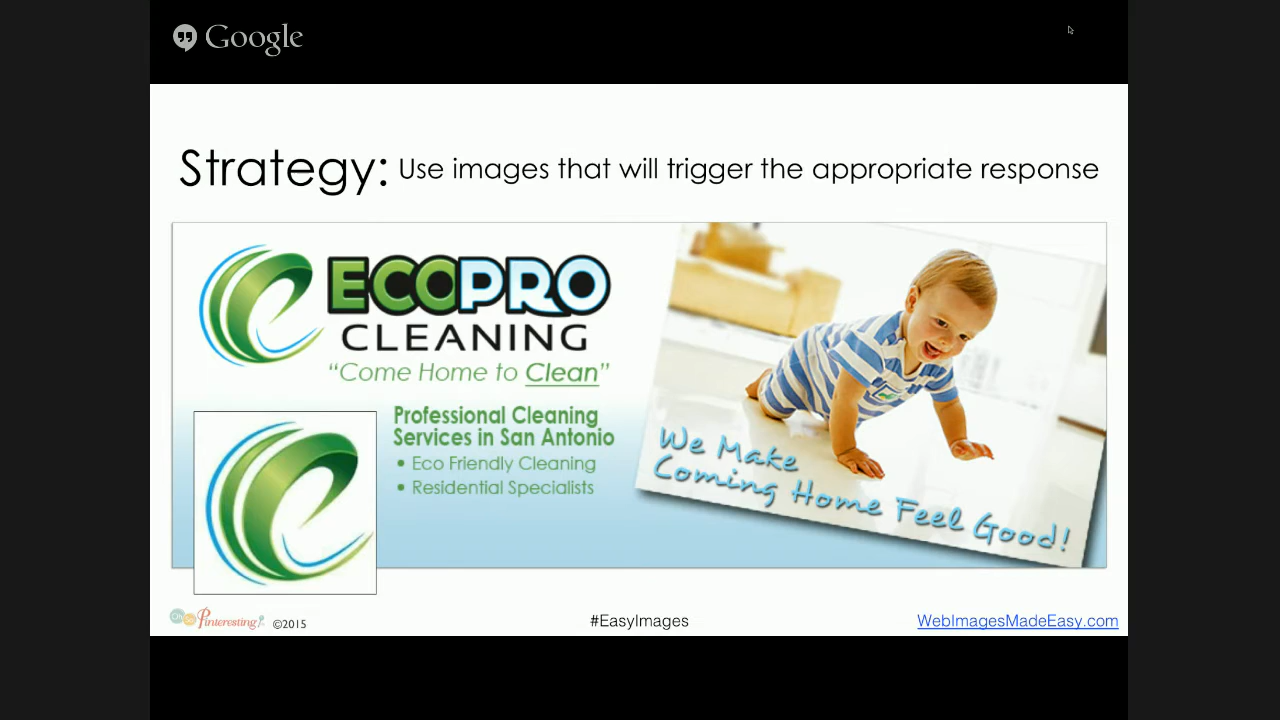 Google
Strategy: Use images that will trigger the appropriate response
ECOPRO
CLEANING
“Come Home to Clean”
Professional Cleaning
Services in San Antonio
• Eco Friendly Cleaning
• Residential Specialists
We Make
Coming Home Feel Good!
Oh So Pinteresting! ©2015
#EasyImages
WebImagesMadeEasy.com